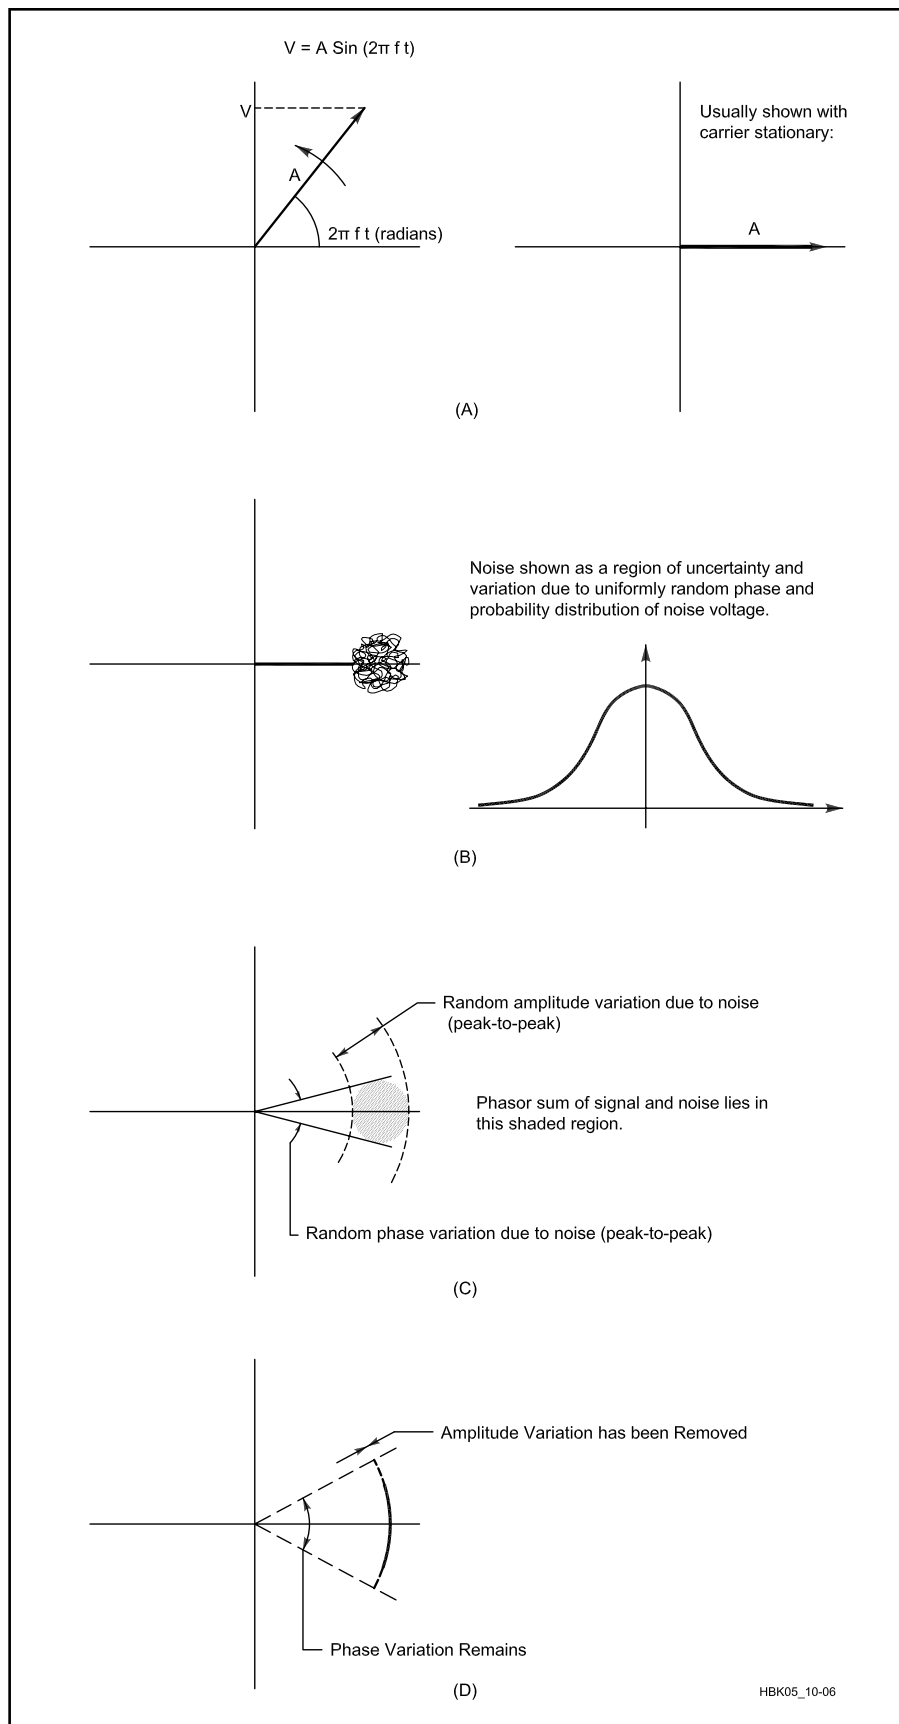 V = A Sin (2π f t)
V
A
2π f t (radians)
Usually shown with
carrier stationary:
A
(A)
Noise shown as a region of uncertainty and
variation due to uniformly random phase and
probability distribution of noise voltage.
(B)
Random amplitude variation due to noise
(peak-to-peak)
Phasor sum of signal and noise lies in
this shaded region.
Random phase variation due to noise (peak-to-peak)
(C)
Amplitude Variation has been Removed
Phase Variation Remains
(D)
HBK05_10-06